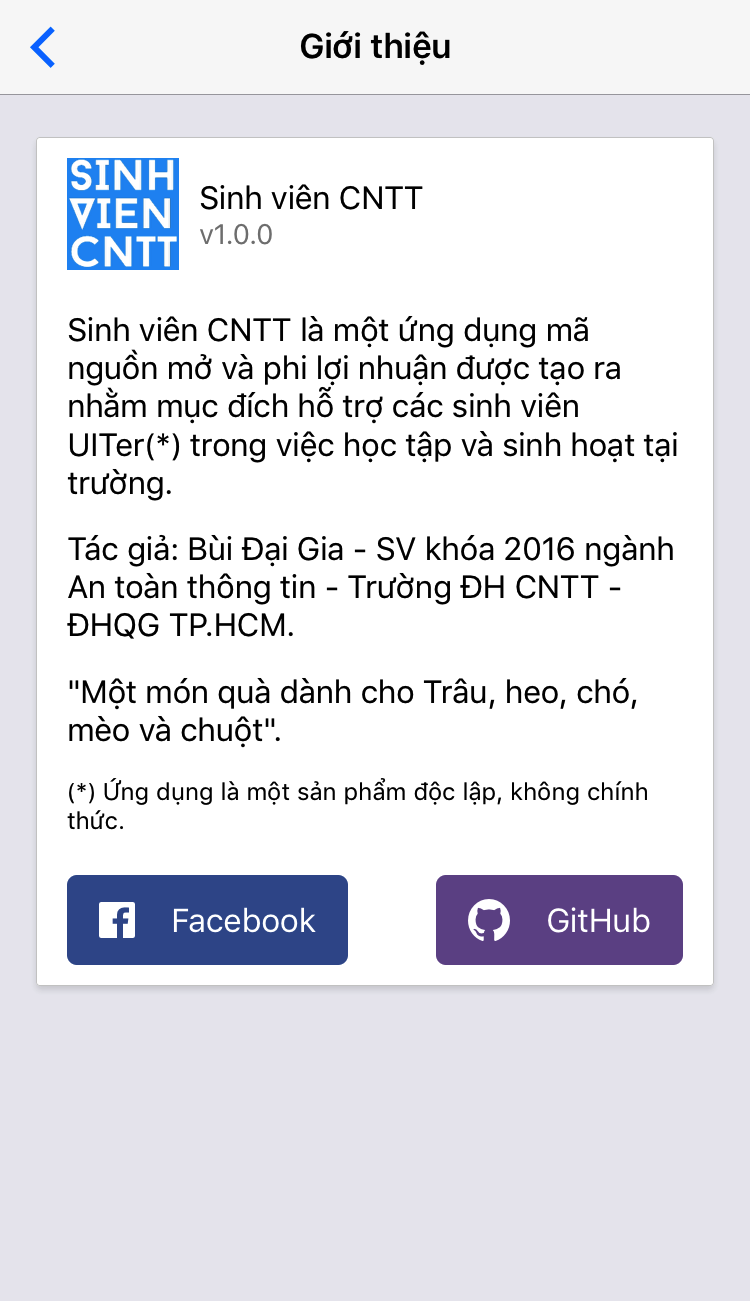 Giới thiệu
SINH
VIEN
CNTT
Sinh viên CNTT
v1.0.0
Sinh viên CNTT là một ứng dụng mã
nguồn mở và phi lợi nhuận được tạo ra
nhằm mục đích hỗ trợ các sinh viên
UITer(*) trong việc học tập và sinh hoạt tại
trường.
Tác giả: Bùi Đại Gia - SV khóa 2016 ngành
An toàn thông tin - Trường ĐH CNTT -
ĐHQG TP.HCM.
"Một món quà dành cho Trâu, heo, chó,
mèo và chuột".
(*) Ứng dụng là một sản phẩm độc lập, không chính
thức.
Facebook
GitHub